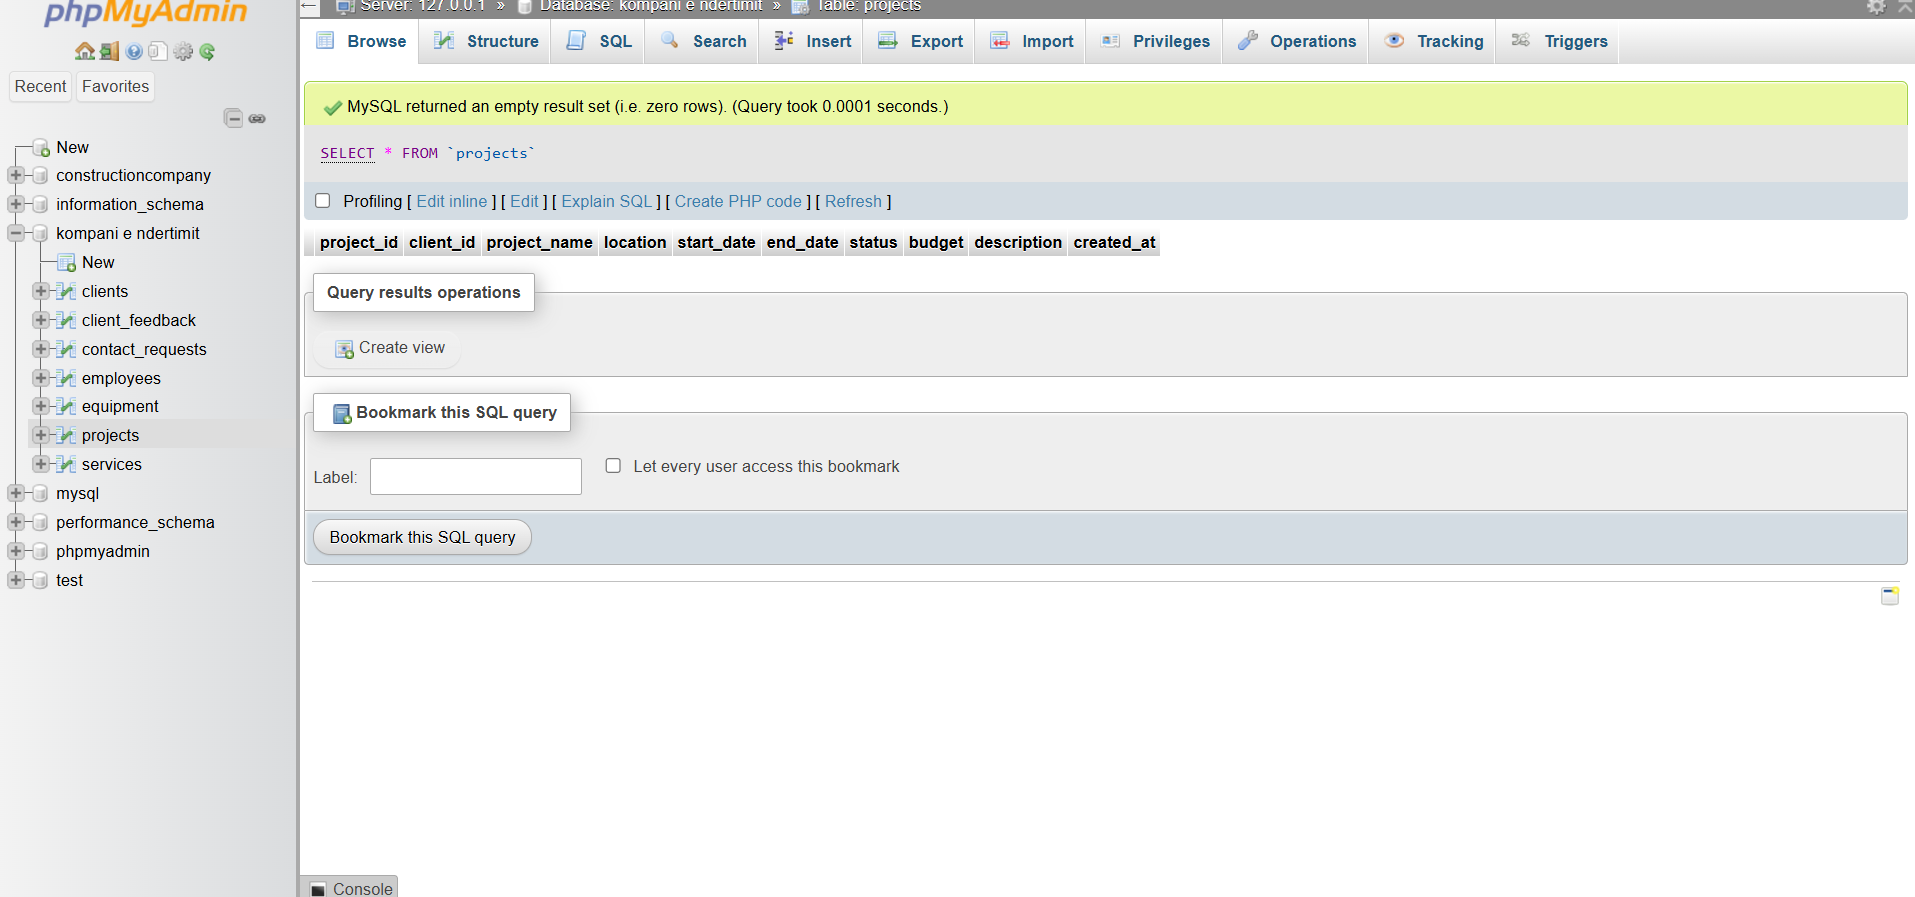 phpMyAdmin
Recent Favorites
New
constructioncompany
information_schema
kompani e ndertimit
New
clients
client_feedback
contact_requests
employees
equipment
projects
services
mysql
performance_schema
phpmyadmin
test
Server: 127.0.0.1 » Database: kompani e ndertimit » Table: projects
Browse Structure SQL Search Insert Export Import Privileges Operations Tracking Triggers
MySQL returned an empty result set (i.e. zero rows). (Query took 0.0001 seconds.)
SELECT * FROM `projects`
Profiling [ Edit inline ] [ Edit ] [ Explain SQL ] [ Create PHP code ] [ Refresh ]
project_id client_id project_name location start_date end_date status budget description created_at
Query results operations
Create view
Bookmark this SQL query
Label: Let every user access this bookmark
Bookmark this SQL query
Console